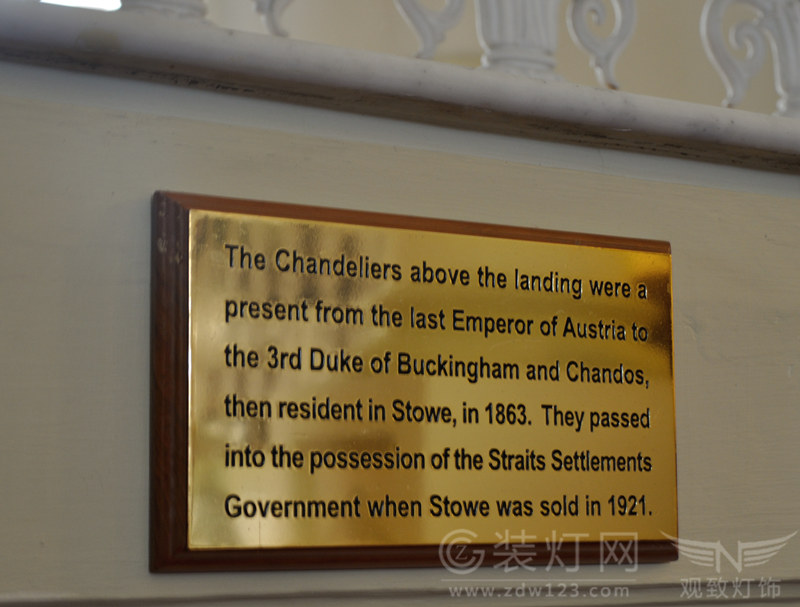 The Chandeliers above the landing were a
present from the last Emperor of Austria to
the 3rd Duke of Buckingham and Chandos,
then resident in Stowe, in 1863. They passed
into the possession of the Straits Settlements
Government when Stowe was sold in 1921.
装灯网
www.zdw123.com
N
观致灯饰